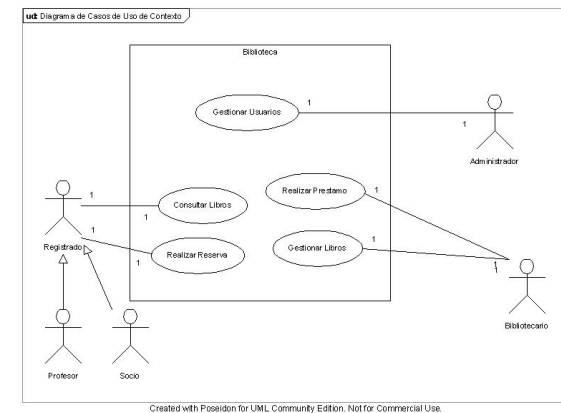 ud: Diagrama de Casos de Uso de Contexto
Biblioteca
Gestionar Usuarios
1
1
Administrador
Realizar Prestamo
1
1
Consultar Libros
1
Registrado
1
1
Realizar Reserva
Gestionar Libros
1
1
1
Bibliotecario
Profesor
Socio
Created with Poseidon for UML Community Edition. Not for Commercial Use.